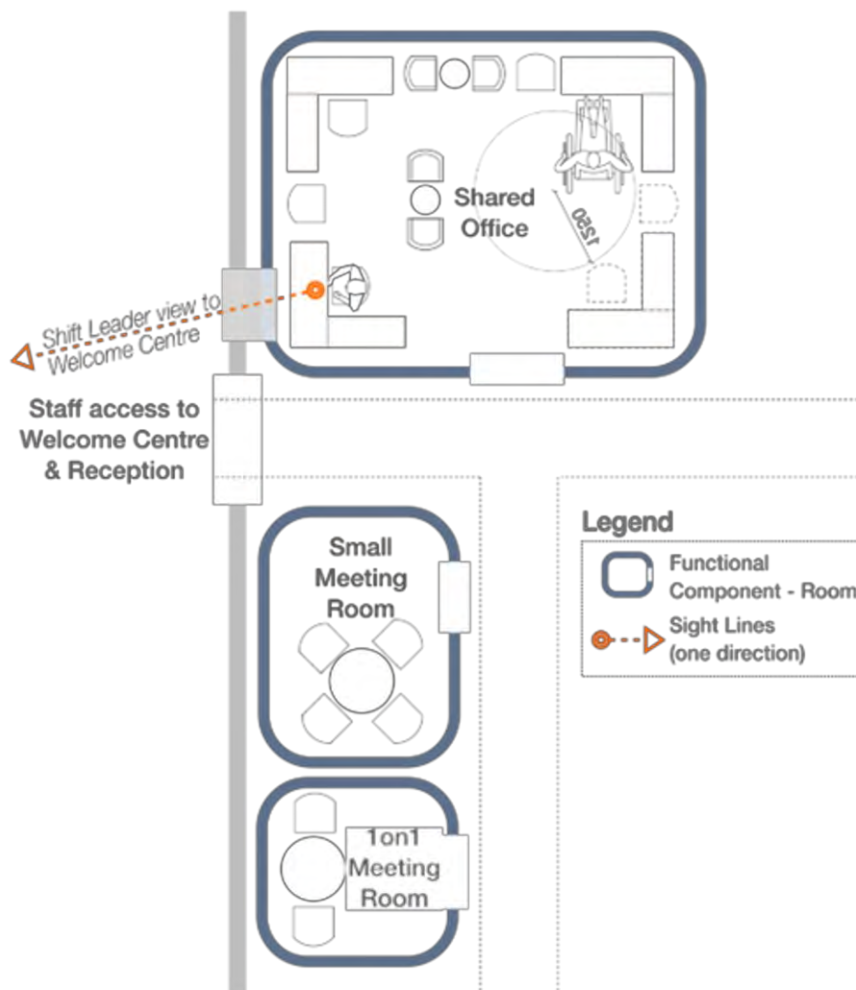 Shared
Office
1250
Shift Leader view to
Welcome Centre
Staff access to
Welcome Centre
& Reception
Small
Meeting
Room
1on1
Meeting
Room
Legend
Functional
Component - Room
Sight Lines
(one direction)